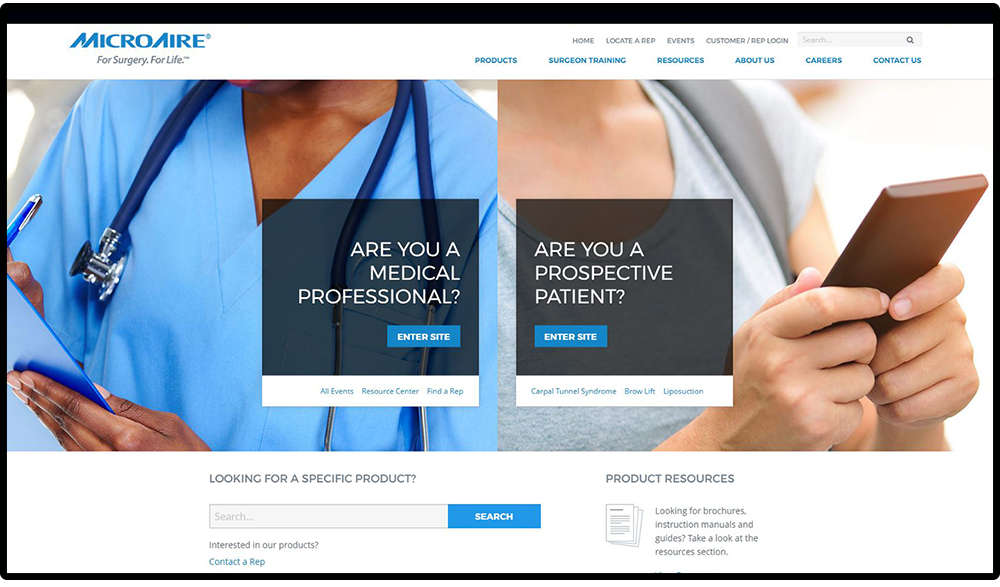 MICROAIRE®
For Surgery. For Life.™
HOME LOCATE A REP EVENTS CUSTOMER / REP LOGIN Search...
PRODUCTS SURGEON TRAINING RESOURCES ABOUT US CAREERS CONTACT US
ARE YOU A
MEDICAL
PROFESSIONAL?
ENTER SITE
All Events Resource Center Find a Rep
ARE YOU A
PROSPECTIVE
PATIENT?
ENTER SITE
Carpal Tunnel Syndrome Brow Lift Liposuction
LOOKING FOR A SPECIFIC PRODUCT?
Search... SEARCH
Interested in our products?
Contact a Rep
PRODUCT RESOURCES
Looking for brochures,
instruction manuals and
guides? Take a look at the
resources section.